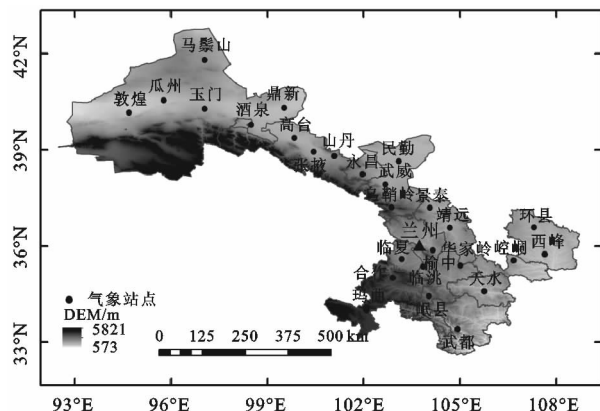 42°N
39°N
36°N
33°N
马鬃山
瓜州
敦煌
玉门
鼎新
酒泉
高台
张掖
山丹
永昌
民勤
武威
乌鞘岭
景泰
靖远
兰州
环县
西峰
崆峒
华家岭
榆中
临夏
临洮
合作
玛曲
岷县
天水
武都
气象站点
DEM/m
5821
573
0 125 250 375 500 km
93°E 96°E 99°E 102°E 105°E 108°E